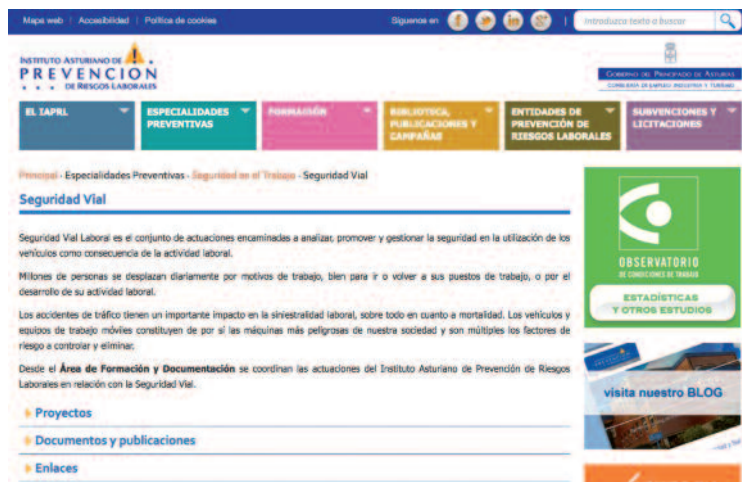 Mapa web | Accesibilidad | Política de cookies
Síguenos en
Introduzca texto a buscar
INSTITUTO ASTURIANO DE
PREVENCION
DE RIESGOS LABORALES
GOBIERNO DEL PRINCIPADO DE ASTURIAS
CONSEJERÍA DE EMPLEO, INDUSTRIA Y TURISMO
EL IAPRL
ESPECIALIDADES
PREVENTIVAS
FORMACIÓN
BIBLIOTECA,
PUBLICACIONES Y
CAMPAÑAS
ENTIDADES DE
PREVENCIÓN DE
RIESGOS LABORALES
SUBVENCIONES Y
LICITACIONES
Principal - Especialidades Preventivas - Seguridad en el Trabajo - Seguridad Vial
Seguridad Vial
Seguridad Vial Laboral es el conjunto de actuaciones encaminadas a analizar, promover y gestionar la seguridad en la utilización de los
vehículos como consecuencia de la actividad laboral.
Millones de personas se desplazan diariamente por motivos de trabajo, bien para ir o volver a sus puestos de trabajo, o por el
desarrollo de su actividad laboral.
Los accidentes de tráfico tienen un importante impacto en la siniestralidad laboral, sobre todo en cuanto a mortalidad. Los vehículos y
equipos de trabajo móviles constituyen de por sí las máquinas más peligrosas de nuestra sociedad y son múltiples los factores de
riesgo a controlar y eliminar.
Desde el Área de Formación y Documentación se coordinan las actuaciones del Instituto Asturiano de Prevención de Riesgos
Laborales en relación con la Seguridad Vial.
Proyectos
Documentos y publicaciones
Enlaces
OBSERVATORIO
DE CONDICIONES DE TRABAJO
ESTADÍSTICAS
Y OTROS ESTUDIOS
visita nuestro BLOG